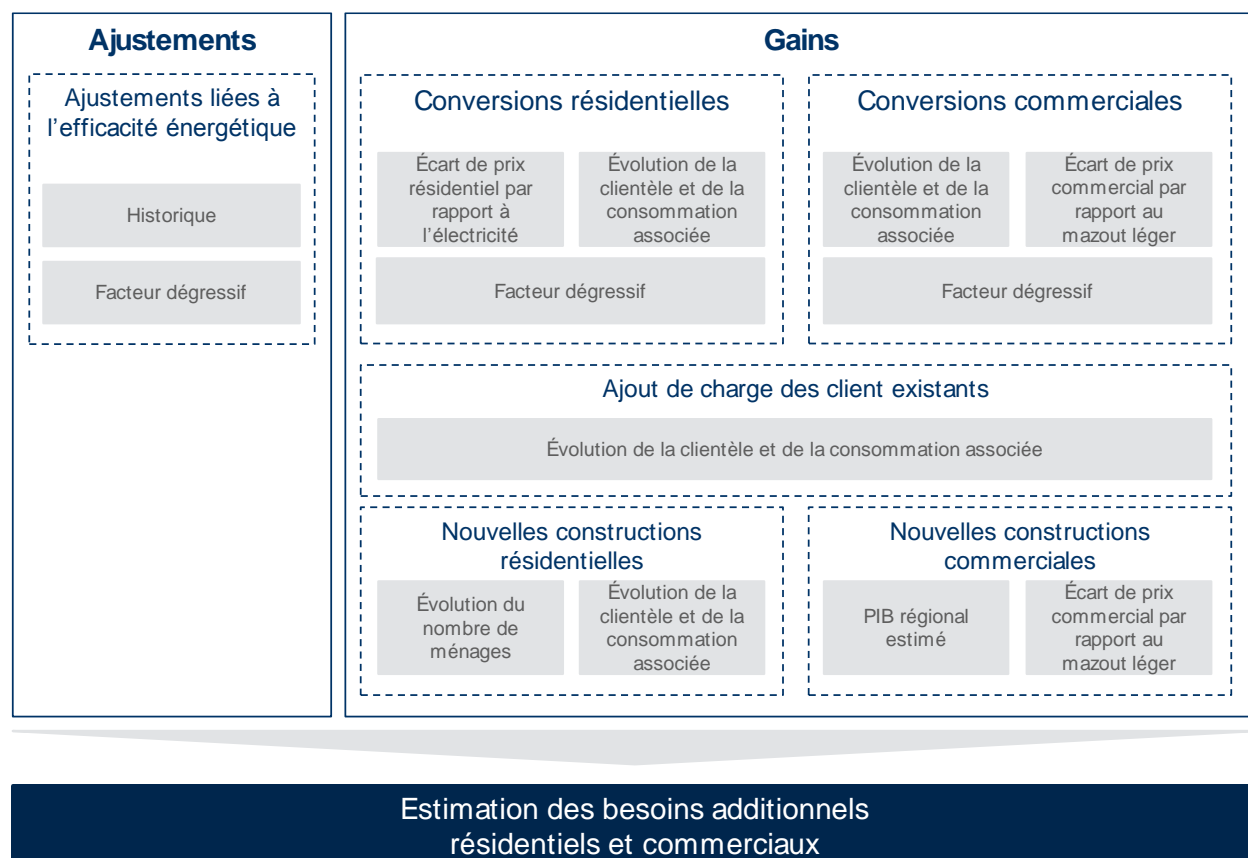 Ajustements
Ajustements liées à
l'efficacité énergétique
Historique
Facteur dégressif
Gains
Conversions résidentielles
Écart de prix
résidentiel par
rapport à
l'électricité
Évolution de la
clientèle et de la
consommation
associée
Facteur dégressif
Conversions commerciales
Évolution de la
clientèle et de la
consommation
associée
Écart de prix
commercial par
rapport au
mazout léger
Facteur dégressif
Ajout de charge des client existants
Évolution de la clientèle et de la consommation associée
Nouvelles constructions
résidentielles
Évolution du
nombre de
ménages
Évolution de la
clientèle et de la
consommation
associée
Nouvelles constructions
commerciales
PIB régional
estimé
Écart de prix
commercial par
rapport au
mazout léger
Estimation des besoins additionnels
résidentiels et commerciaux